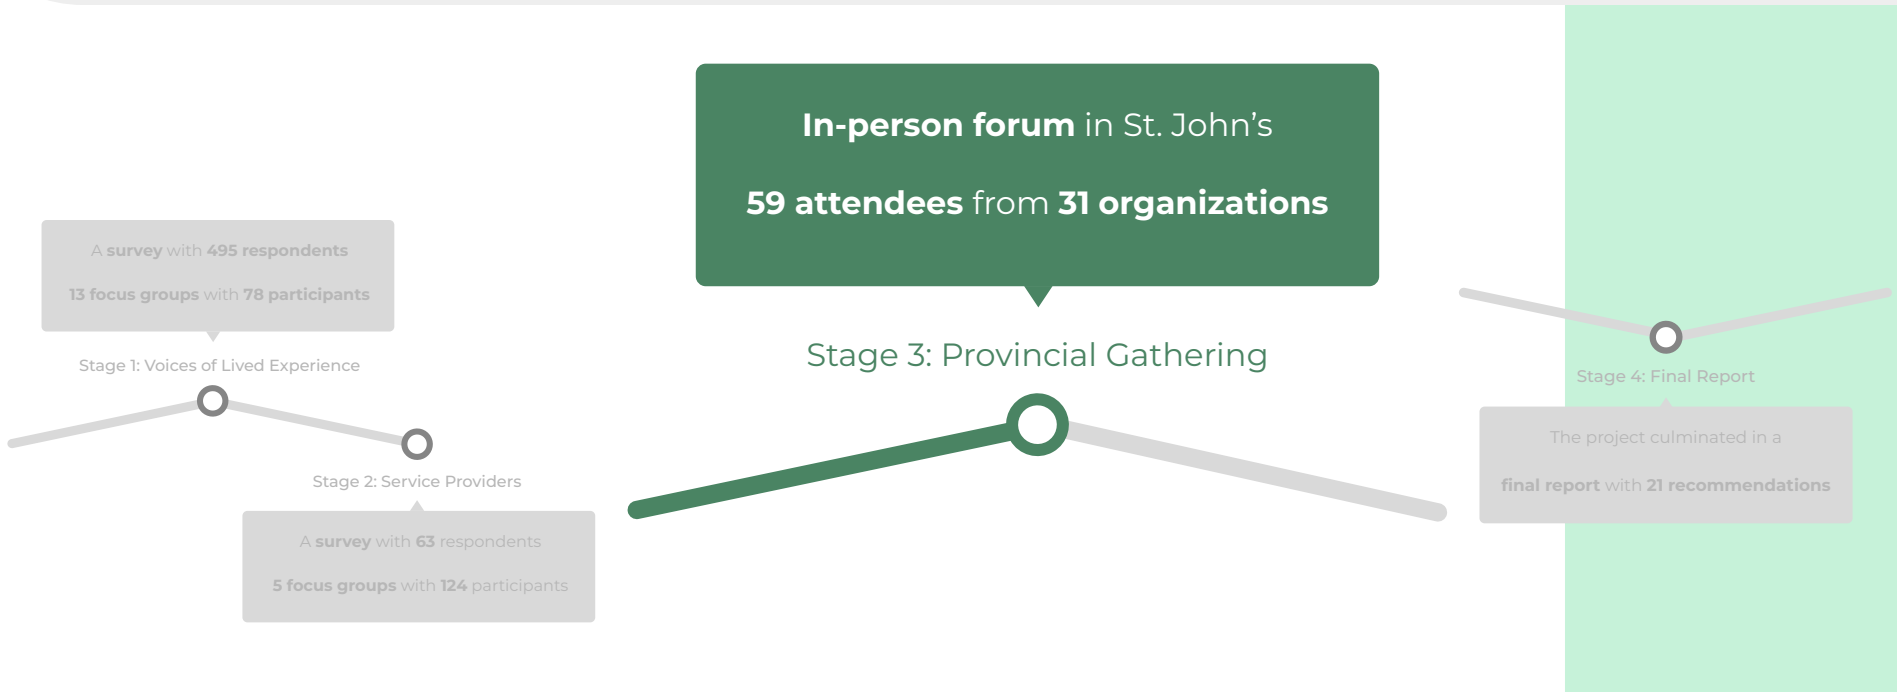 A survey with 495 respondents
13 focus groups with 78 participants
Stage 1: Voices of Lived Experience
Stage 2: Service Providers
A survey with 63 respondents
5 focus groups with 124 participants
In-person forum in St. John’s
59 attendees from 31 organizations
Stage 3: Provincial Gathering
Stage 4: Final Report
The project culminated in a
final report with 21 recommendations